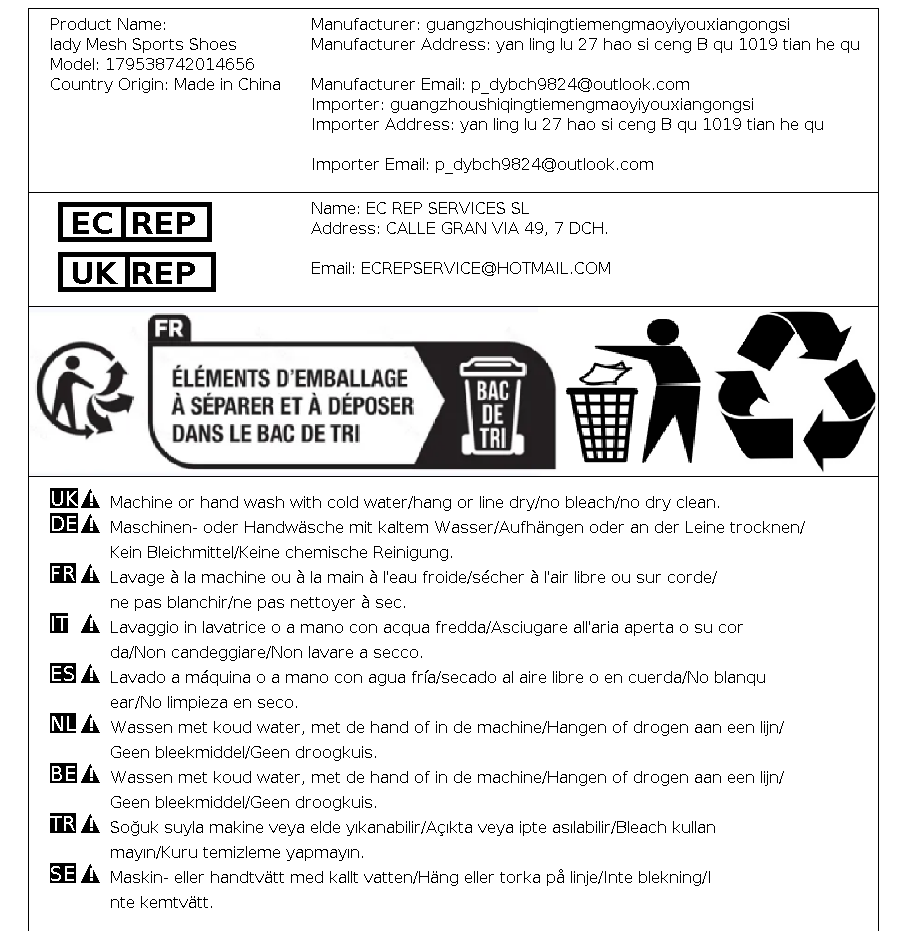 Product Name:
lady Mesh Sports Shoes
Model: 179538742014656
Country Origin: Made in China
Manufacturer: guangzhoushiqingtiemengmaoyiyouxiangongsi
Manufacturer Address: yan ling lu 27 hao si ceng B qu 1019 tian he qu
Manufacturer Email: p_dybch9824@outlook.com
Importer: guangzhoushiqingtiemengmaoyiyouxiangongsi
Importer Address: yan ling lu 27 hao si ceng B qu 1019 tian he qu
Importer Email: p_dybch9824@outlook.com
EC REP
UK REP
Name: EC REP SERVICES SL
Address: CALLE GRAN VIA 49, 7 DCH.
Email: ECREPSERVICE@HOTMAIL.COM
FR
ÉLÉMENTS D'EMBALLAGE
À SÉPARER ET À DÉPOSER
DANS LE BAC DE TRI
BAC
DE
TRI
UK Machine or hand wash with cold water/hang or line dry/no bleach/no dry clean.
DE Maschinen- oder Handwäsche mit kaltem Wasser/Aufhängen oder an der Leine trocknen/
Kein Bleichmittel/Keine chemische Reinigung.
FR Lavage à la machine ou à la main à l'eau froide/sécher à l'air libre ou sur corde/
ne pas blanchir/ne pas nettoyer à sec.
IT Lavaggio in lavatrice o a mano con acqua fredda/Asciugare all'aria aperta o su cor
da/Non candeggiare/Non lavare a secco.
ES Lavado a máquina o a mano con agua fría/secado al aire libre o en cuerda/No blanqu
ear/No limpieza en seco.
NL Wassen met koud water, met de hand of in de machine/Hangen of drogen aan een lijn/
Geen bleekmiddel/Geen droogkuis.
BE Wassen met koud water, met de hand of in de machine/Hangen of drogen aan een lijn/
Geen bleekmiddel/Geen droogkuis.
TR Soğuk suyla makine veya elde yıkanabilir/Açıkta veya ipte asılabilir/Bleach kullan
mayın/Kuru temizleme yapmayın.
SE Maskin- eller handtvätt med kallt vatten/Häng eller torka på linje/Inte blekning/I
nte kemtvätt.